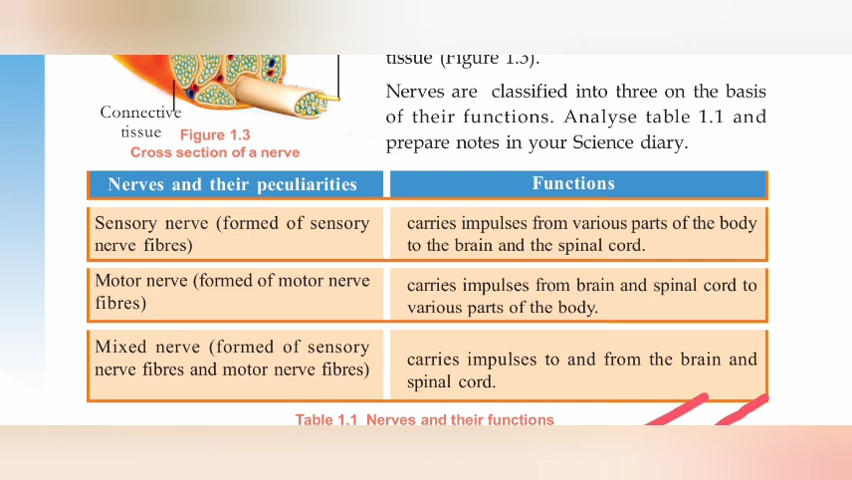 tissue (Figure 1.3).
Nerves are classified into three on the basis
of their functions. Analyse table 1.1 and
prepare notes in your Science diary.
Connective
tissue
Figure 1.3
Cross section of a nerve
Nerves and their peculiarities
Functions
Sensory nerve (formed of sensory
nerve fibres)
carries impulses from various parts of the body
to the brain and the spinal cord.
Motor nerve (formed of motor nerve
fibres)
carries impulses from brain and spinal cord to
various parts of the body.
Mixed nerve (formed of sensory
nerve fibres and motor nerve fibres)
carries impulses to and from the brain and
spinal cord.
Table 1.1 Nerves and their functions